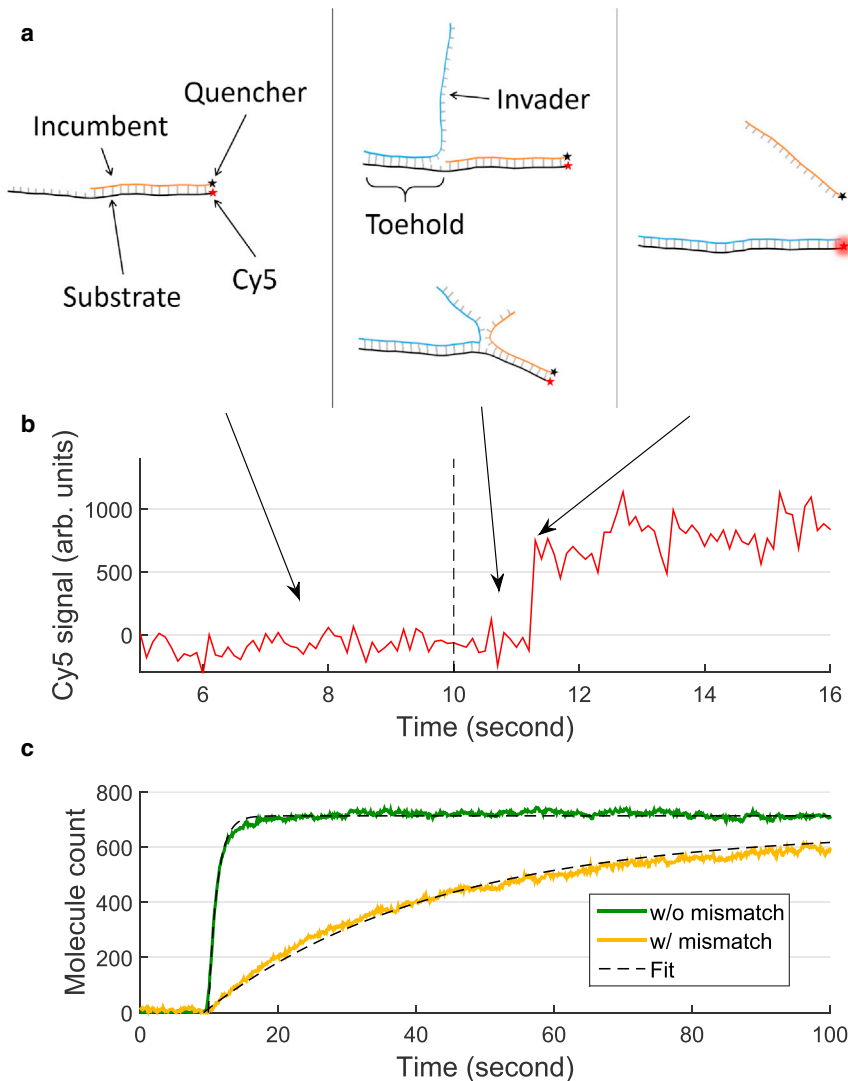 a
Quencher
Incumbent
Substrate
Cy5
Invader
Toehold
b
Cy5 signal (arb. units)
1000
500
0
6 8 10 12 14 16
Time (second)
c
Molecule count
800
600
400
200
0
w/o mismatch
w/ mismatch
Fit
0 20 40 60 80 100
Time (second)